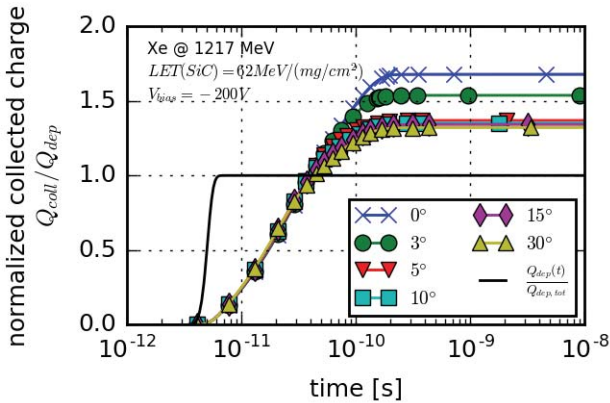 normalized collected charge
Q_coll/Q_dep
2.0
1.5
1.0
0.5
0.0
Xe @ 1217 MeV
LET(SiC) = 62MeV/(mg/cm²)
V_bias = −200V
0°
3°
5°
10°
15°
30°
Q_dep(t)
Q_dep,tot
10⁻¹² 10⁻¹¹ 10⁻¹⁰ 10⁻⁹ 10⁻⁸
time [s]